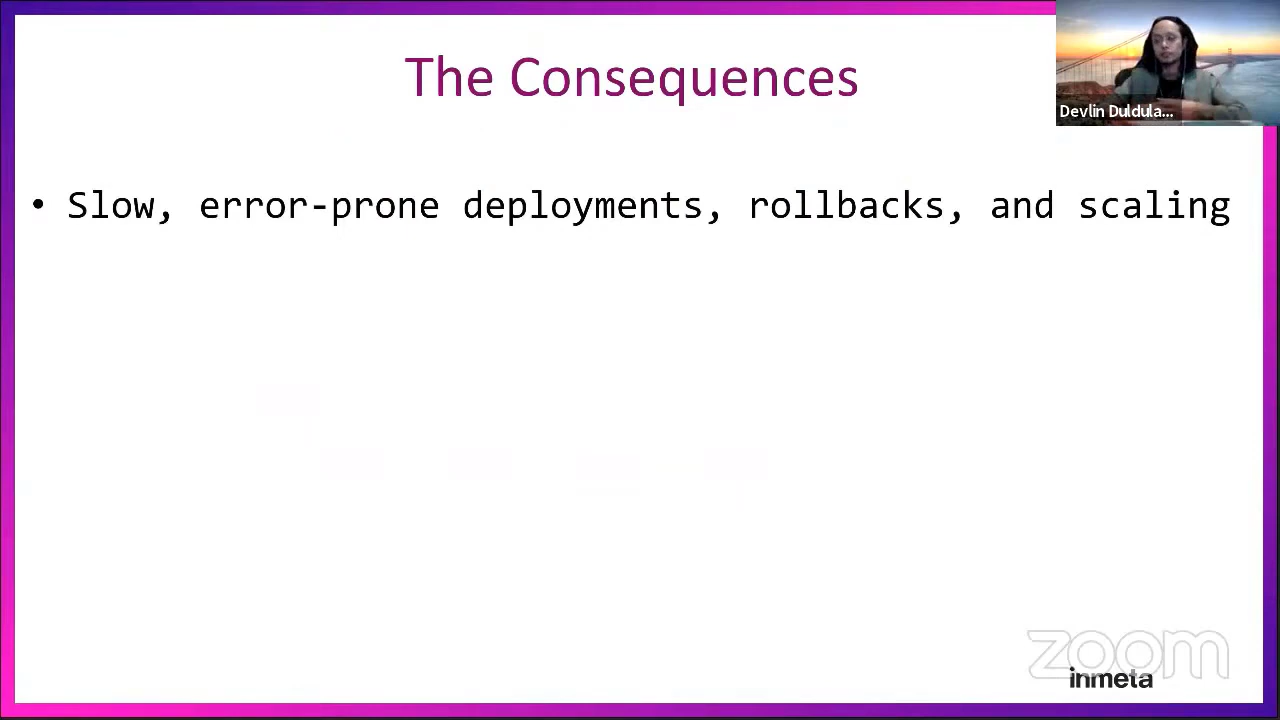 The Consequences
Devlin Duldula...
• Slow, error-prone deployments, rollbacks, and scaling
zoom
inmeta